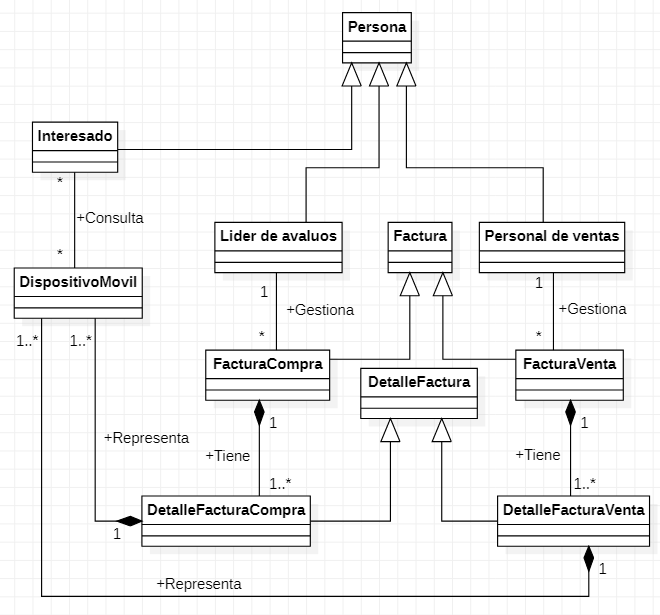 Persona
Interesado
*
+Consulta
*
Lider de avaluos
Factura
Personal de ventas
DispositivoMovil
1
+Gestiona
*
1
+Gestiona
*
1..*
1..*
FacturaCompra
DetalleFactura
FacturaVenta
1
+Tiene
1..*
1
+Tiene
1..*
+Representa
DetalleFacturaCompra
DetalleFacturaVenta
1
1
+Representa